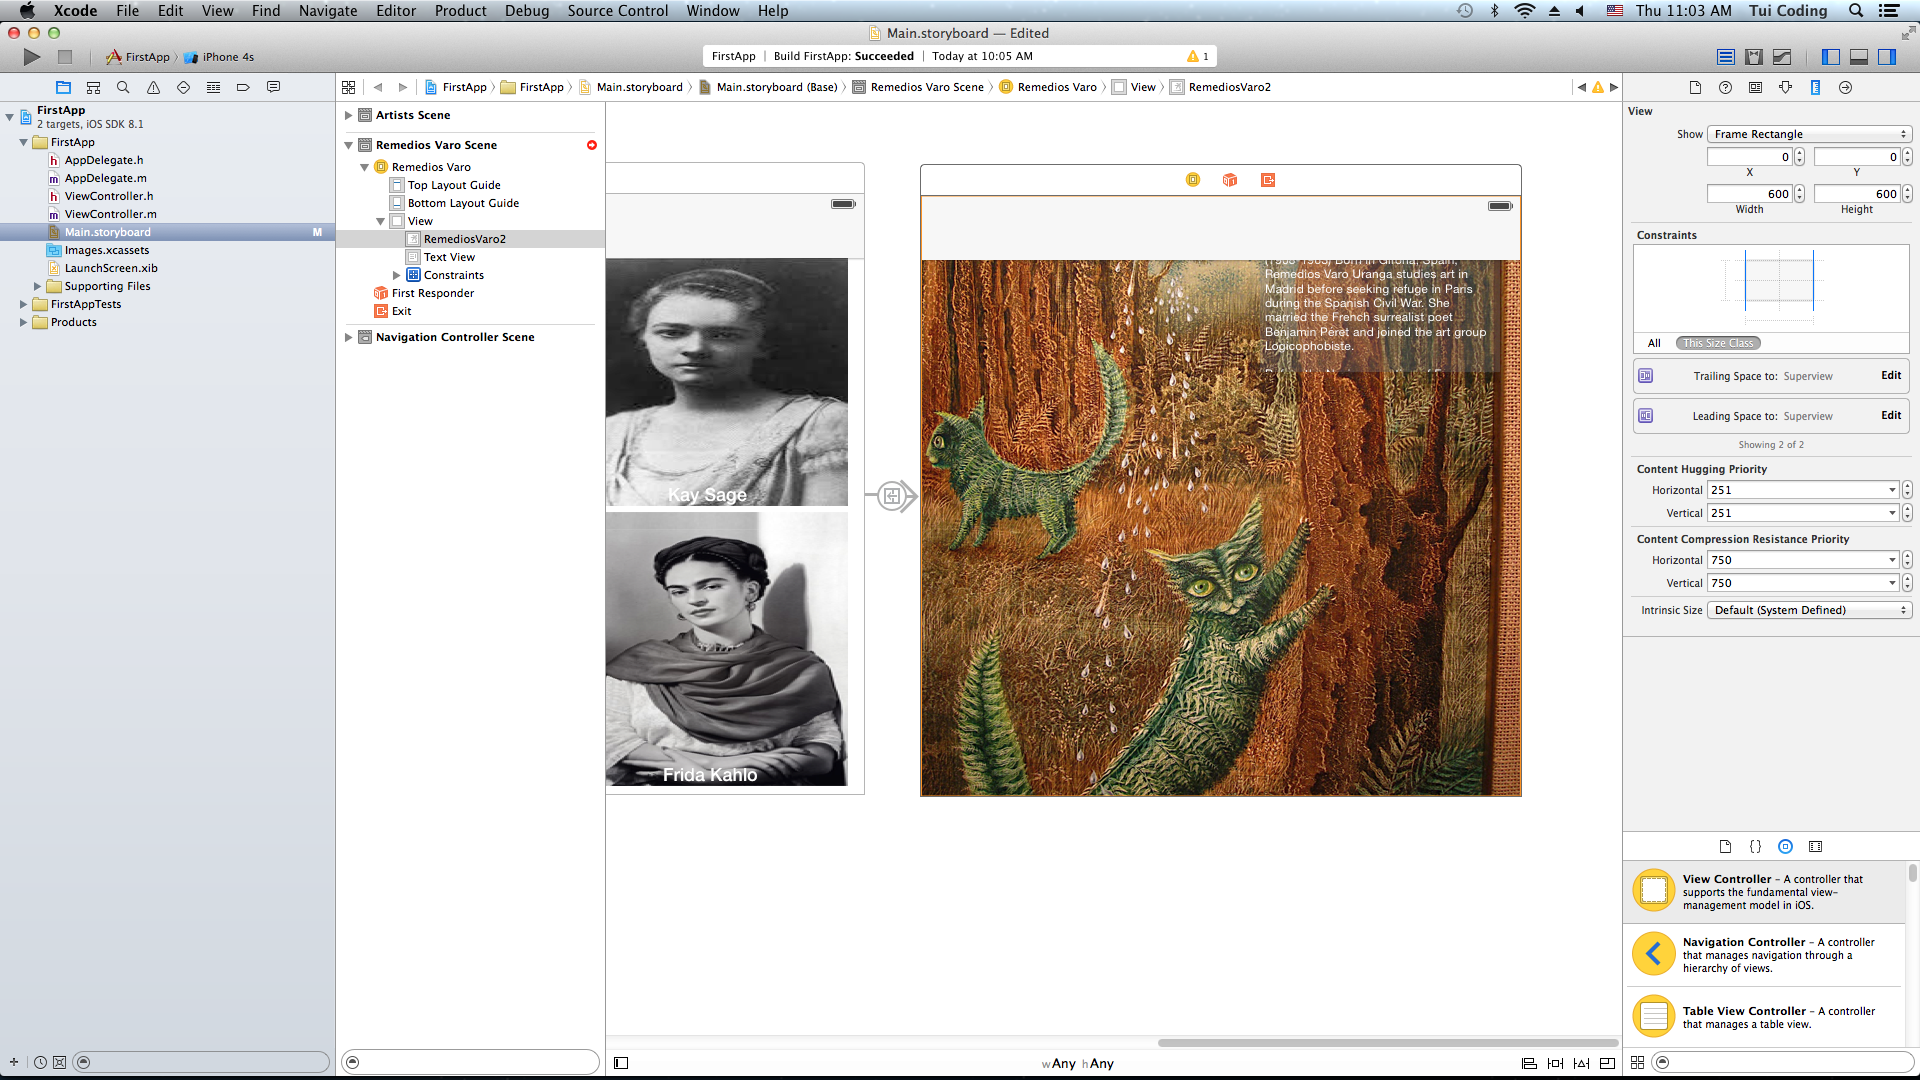 Xcode File Edit View Find Navigate Editor Product Debug Source Control Window Help
Thu 11:03 AM Tui Coding
Main.storyboard — Edited
FirstApp iPhone 4s
FirstApp | Build FirstApp: Succeeded | Today at 10:05 AM
1
FirstApp
2 targets, iOS SDK 8.1
FirstApp
AppDelegate.h
AppDelegate.m
ViewController.h
ViewController.m
Main.storyboard M
Images.xcassets
LaunchScreen.xib
Supporting Files
FirstAppTests
Products
FirstApp FirstApp Main.storyboard Main.storyboard (Base) Remedios Varo Scene Remedios Varo View RemediosVaro2
Artists Scene
Remedios Varo Scene
Remedios Varo
Top Layout Guide
Bottom Layout Guide
View
RemediosVaro2
Text View
Constraints
First Responder
Exit
Navigation Controller Scene
Kay Sage
Frida Kahlo
(1908-1963) Born in Girona, Spain,
Remedios Varo Uranga studies art in
Madrid before seeking refuge in Paris
during the Spanish Civil War. She
married the French surrealist poet
Benjamin Péret and joined the art group
Logicophobiste.
wAny hAny
View
Show Frame Rectangle
0 0
X Y
600 600
Width Height
Constraints
All This Size Class
Trailing Space to: Superview Edit
Leading Space to: Superview Edit
Showing 2 of 2
Content Hugging Priority
Horizontal 251
Vertical 251
Content Compression Resistance Priority
Horizontal 750
Vertical 750
Intrinsic Size Default (System Defined)
View Controller – A controller that
supports the fundamental view-
management model in iOS.
Navigation Controller – A controller
that manages navigation through a
hierarchy of views.
Table View Controller – A controller
that manages a table view.